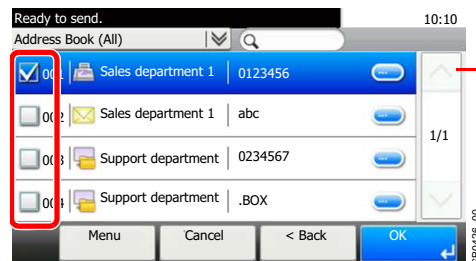 Ready to send. 10:10
Address Book (All)
001 Sales department 1 0123456
002 Sales department 1 abc
1/1
003 Support department 0234567
004 Support department .BOX
Menu Cancel < Back OK